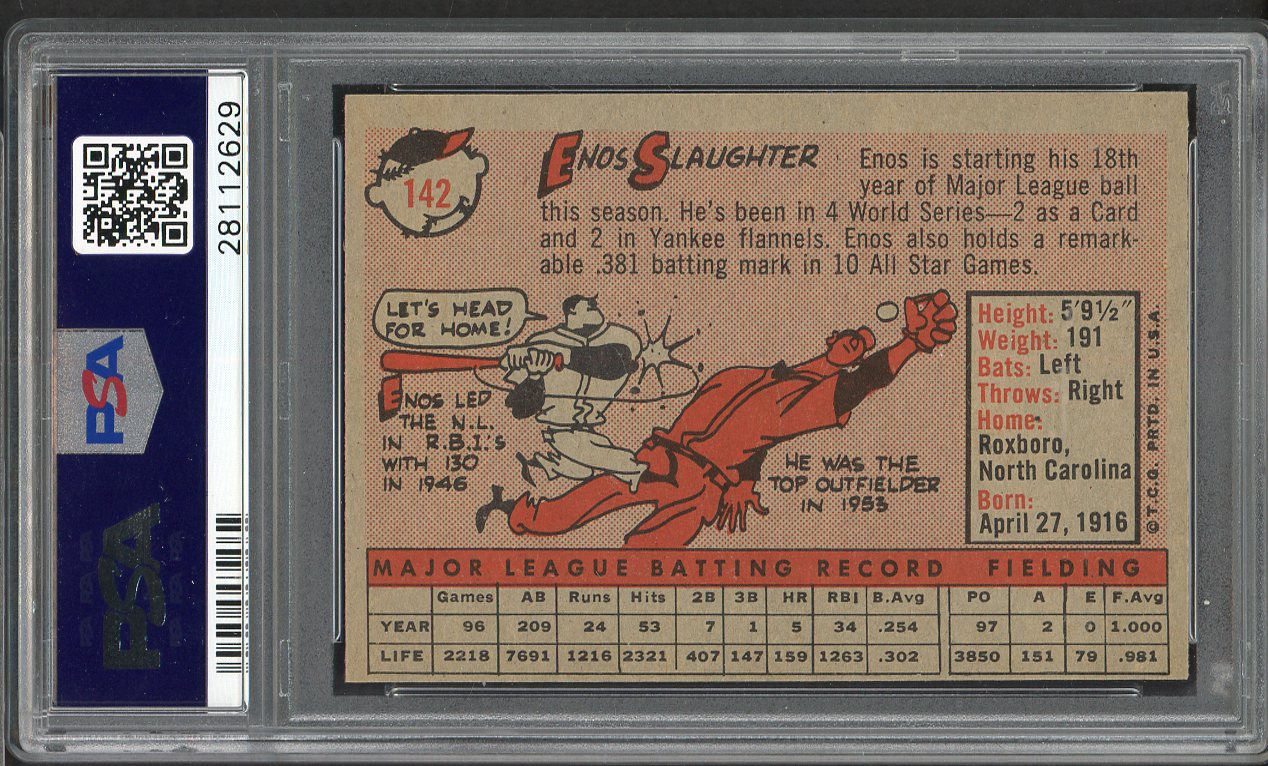 28112629
PSA
PSA
142
ENOS SLAUGHTER
Enos is starting his 18th
year of Major League ball
this season. He's been in 4 World Series—2 as a Card
and 2 in Yankee flannels. Enos also holds a remark-
able .381 batting mark in 10 All Star Games.
LET'S HEAD
FOR HOME!
ENOS LED
THE N.L.
IN R.B.I.'s
WITH 130
IN 1946
HE WAS THE
TOP OUTFIELDER
IN 1953
Height: 5'9½"
Weight: 191
Bats: Left
Throws: Right
Home:
Roxboro,
North Carolina
Born:
April 27, 1916
©T.C.G. PRTD. IN U.S.A.
MAJOR LEAGUE BATTING RECORD FIELDING
Games AB Runs Hits 2B 3B HR RBI B.Avg PO A E F.Avg
YEAR 96 209 24 53 7 1 5 34 .254 97 2 0 1.000
LIFE 2218 7691 1216 2321 407 147 159 1263 .302 3850 151 79 .981